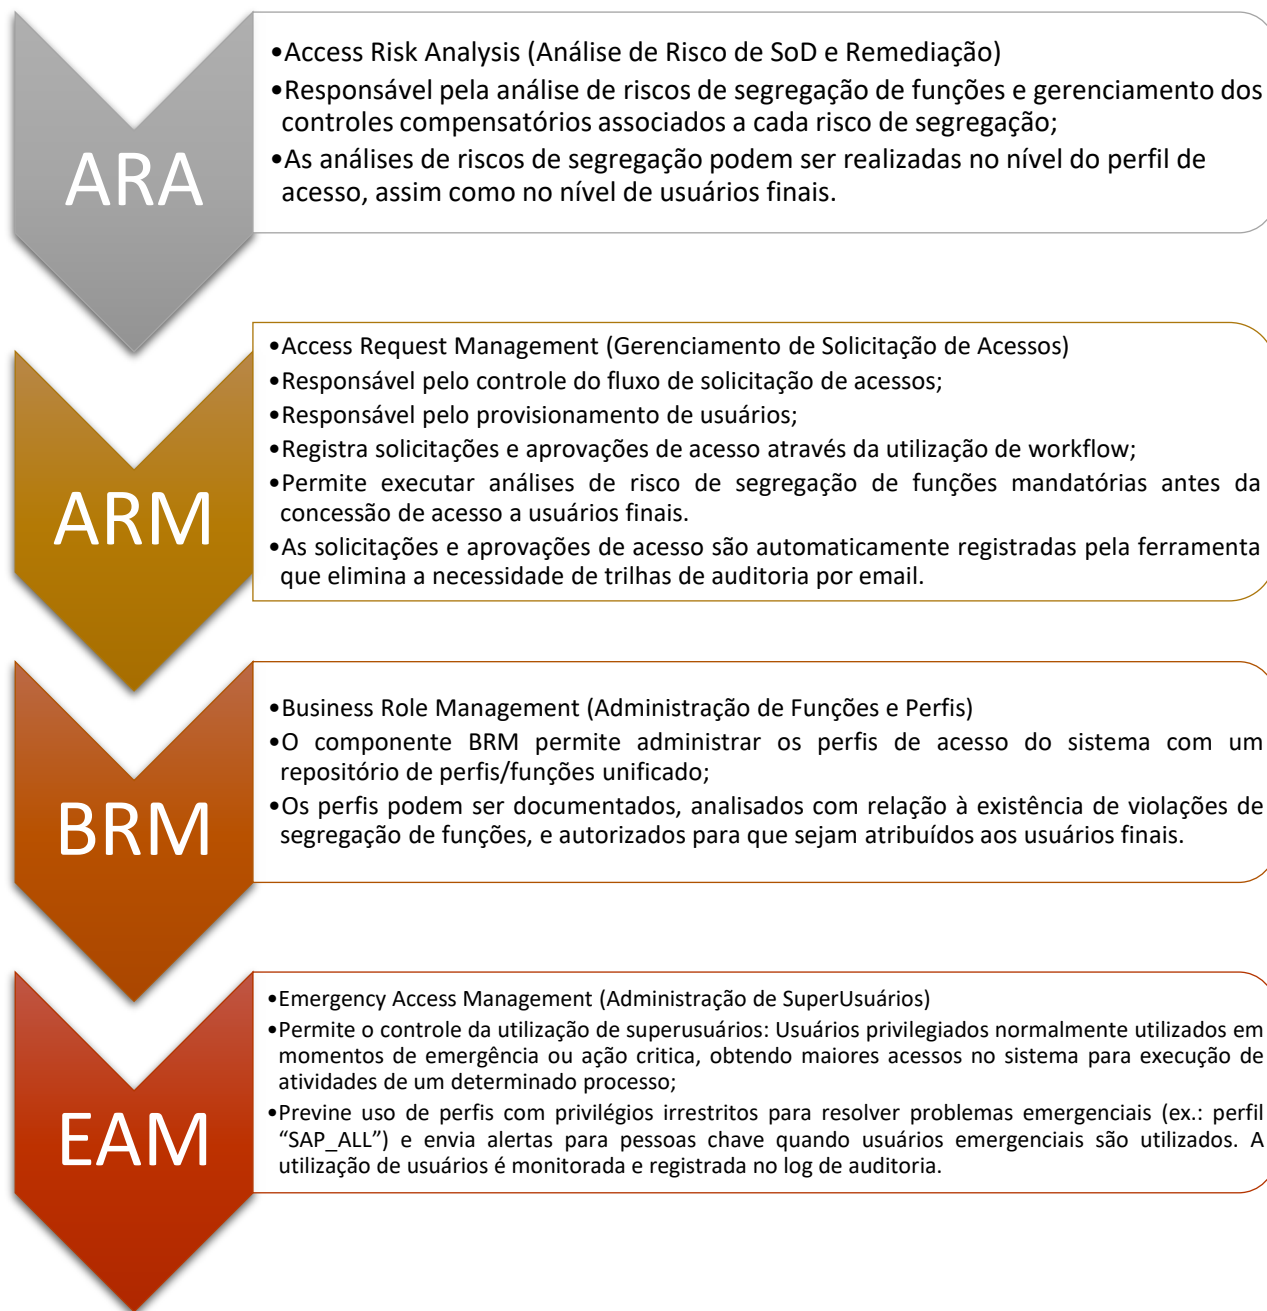 ARA
•Access Risk Analysis (Análise de Risco de SoD e Remediação)
•Responsável pela análise de riscos de segregação de funções e gerenciamento dos
controles compensatórios associados a cada risco de segregação;
•As análises de riscos de segregação podem ser realizadas no nível do perfil de
acesso, assim como no nível de usuários finais.
ARM
•Access Request Management (Gerenciamento de Solicitação de Acessos)
•Responsável pelo controle do fluxo de solicitação de acessos;
•Responsável pelo provisionamento de usuários;
•Registra solicitações e aprovações de acesso através da utilização de workflow;
•Permite executar análises de risco de segregação de funções mandatórias antes da
concessão de acesso a usuários finais.
•As solicitações e aprovações de acesso são automaticamente registradas pela ferramenta
que elimina a necessidade de trilhas de auditoria por email.
BRM
•Business Role Management (Administração de Funções e Perfis)
•O componente BRM permite administrar os perfis de acesso do sistema com um
repositório de perfis/funções unificado;
•Os perfis podem ser documentados, analisados com relação à existência de violações de
segregação de funções, e autorizados para que sejam atribuídos aos usuários finais.
EAM
•Emergency Access Management (Administração de SuperUsuários)
•Permite o controle da utilização de superusuários: Usuários privilegiados normalmente utilizados em
momentos de emergência ou ação critica, obtendo maiores acessos no sistema para execução de
atividades de um determinado processo;
•Previne uso de perfis com privilégios irrestritos para resolver problemas emergenciais (ex.: perfil
“SAP_ALL”) e envia alertas para pessoas chave quando usuários emergenciais são utilizados. A
utilização de usuários é monitorada e registrada no log de auditoria.